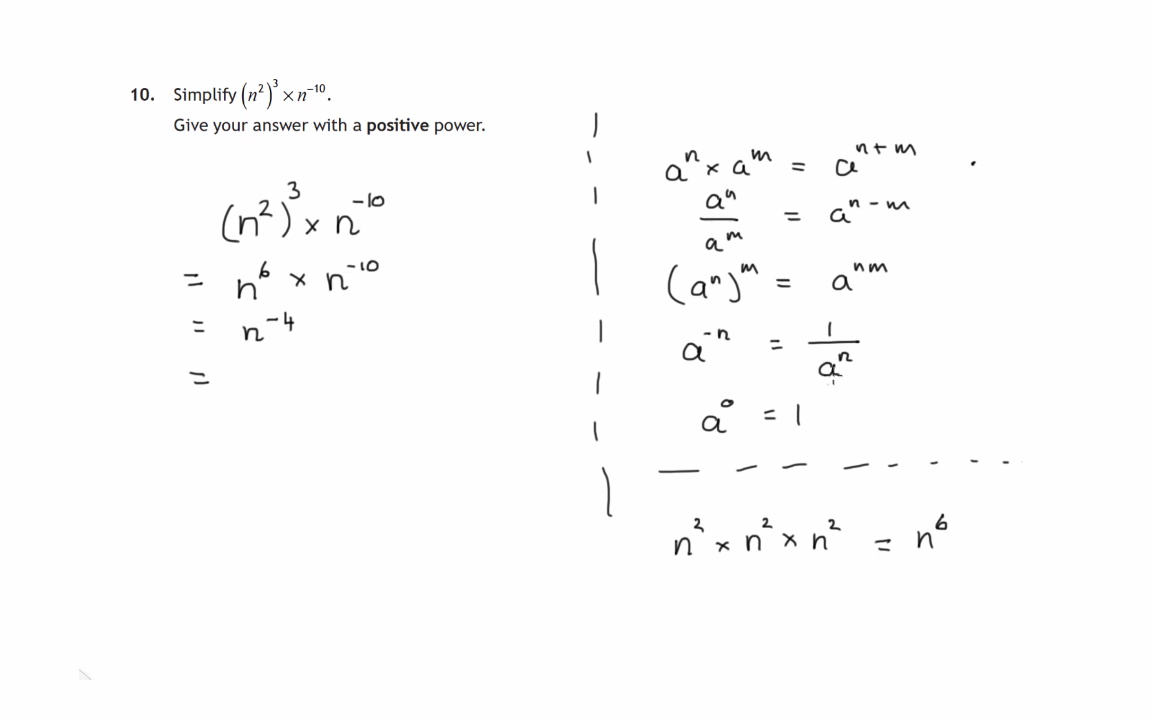 10. Simplify (n²)³ × n⁻¹⁰.
Give your answer with a positive power.
(n²)³ × n⁻¹⁰
= n⁶ × n⁻¹⁰
= n⁻⁴
=
aⁿ × aᵐ = aⁿ⁺ᵐ
aⁿ/aᵐ = aⁿ⁻ᵐ
(aⁿ)ᵐ = aⁿᵐ
a⁻ⁿ = 1/aⁿ
a⁰ = 1
n² × n² × n² = n⁶